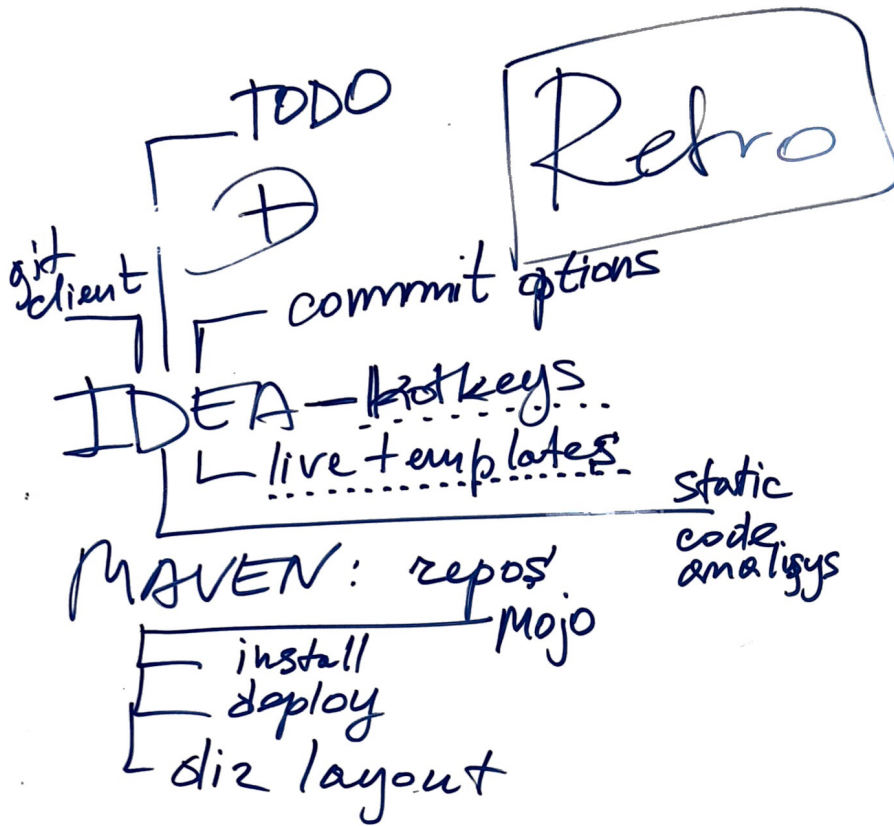 TODO
Retro
git
client
commit options
IDEA - hotkeys
live templates
static
code
analisys
MAVEN: repos
Mojo
install
deploy
dir layout